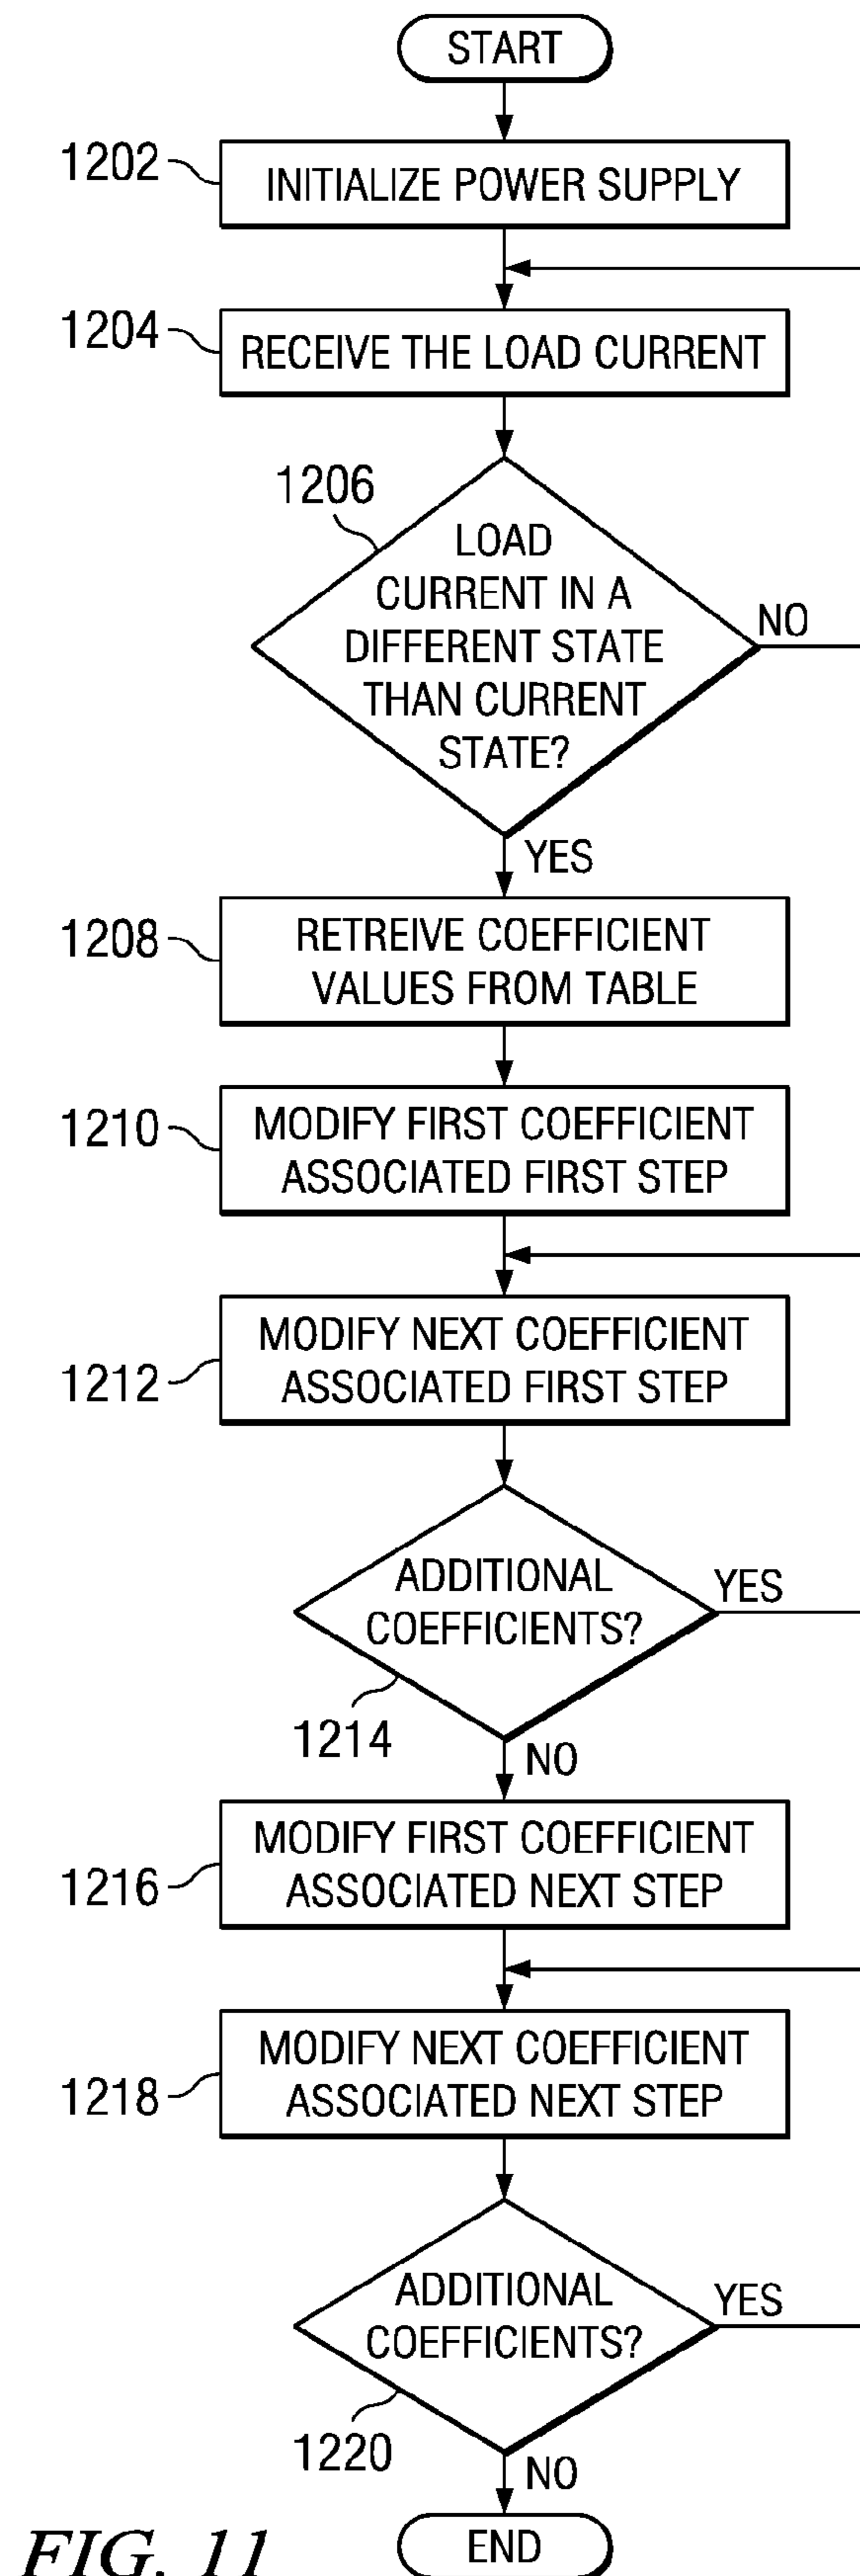 START
1202
INITIALIZE POWER SUPPLY
1204
RECEIVE THE LOAD CURRENT
1206
LOAD
CURRENT IN A
DIFFERENT STATE
THAN CURRENT
STATE?
NO
YES
1208
RETREIVE COEFFICIENT
VALUES FROM TABLE
1210
MODIFY FIRST COEFFICIENT
ASSOCIATED FIRST STEP
1212
MODIFY NEXT COEFFICIENT
ASSOCIATED FIRST STEP
ADDITIONAL
COEFFICIENTS?
YES
1214
NO
1216
MODIFY FIRST COEFFICIENT
ASSOCIATED NEXT STEP
1218
MODIFY NEXT COEFFICIENT
ASSOCIATED NEXT STEP
ADDITIONAL
COEFFICIENTS?
YES
1220
NO
END
FIG. 11